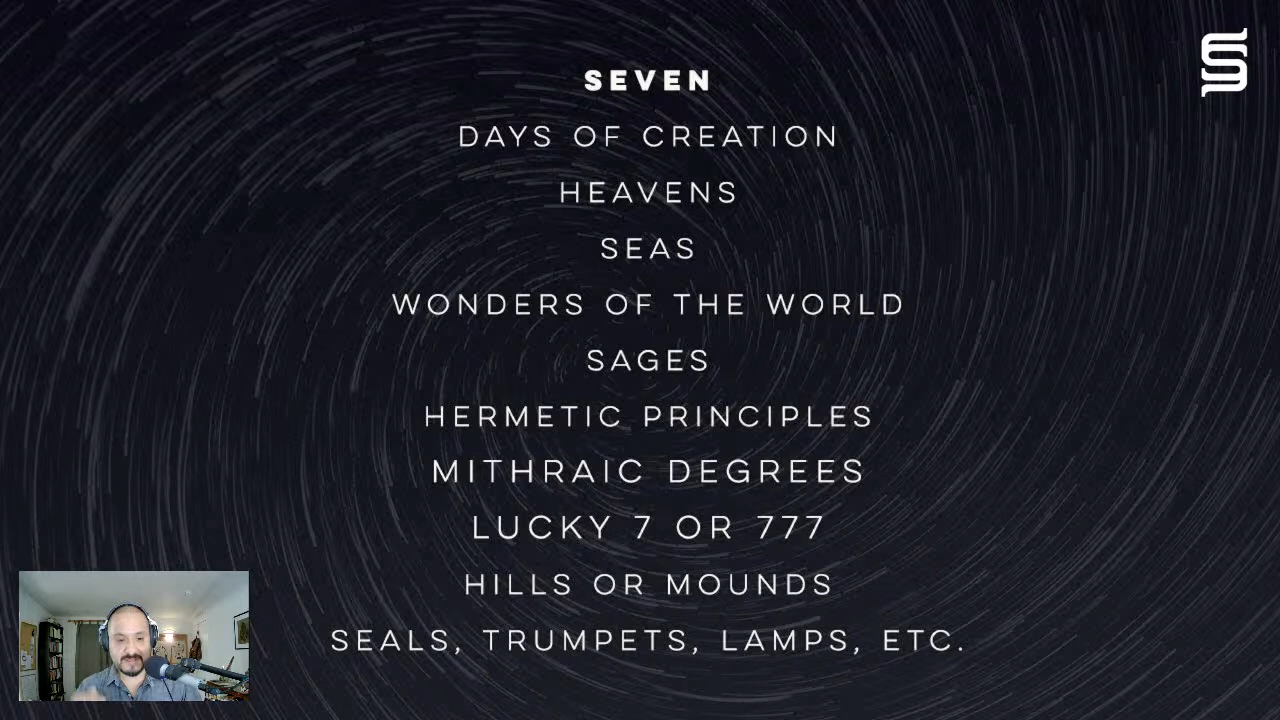 SEVEN
DAYS OF CREATION
HEAVENS
SEAS
WONDERS OF THE WORLD
SAGES
HERMETIC PRINCIPLES
MITHRAIC DEGREES
LUCKY 7 OR 777
HILLS OR MOUNDS
SEALS, TRUMPETS, LAMPS, ETC.